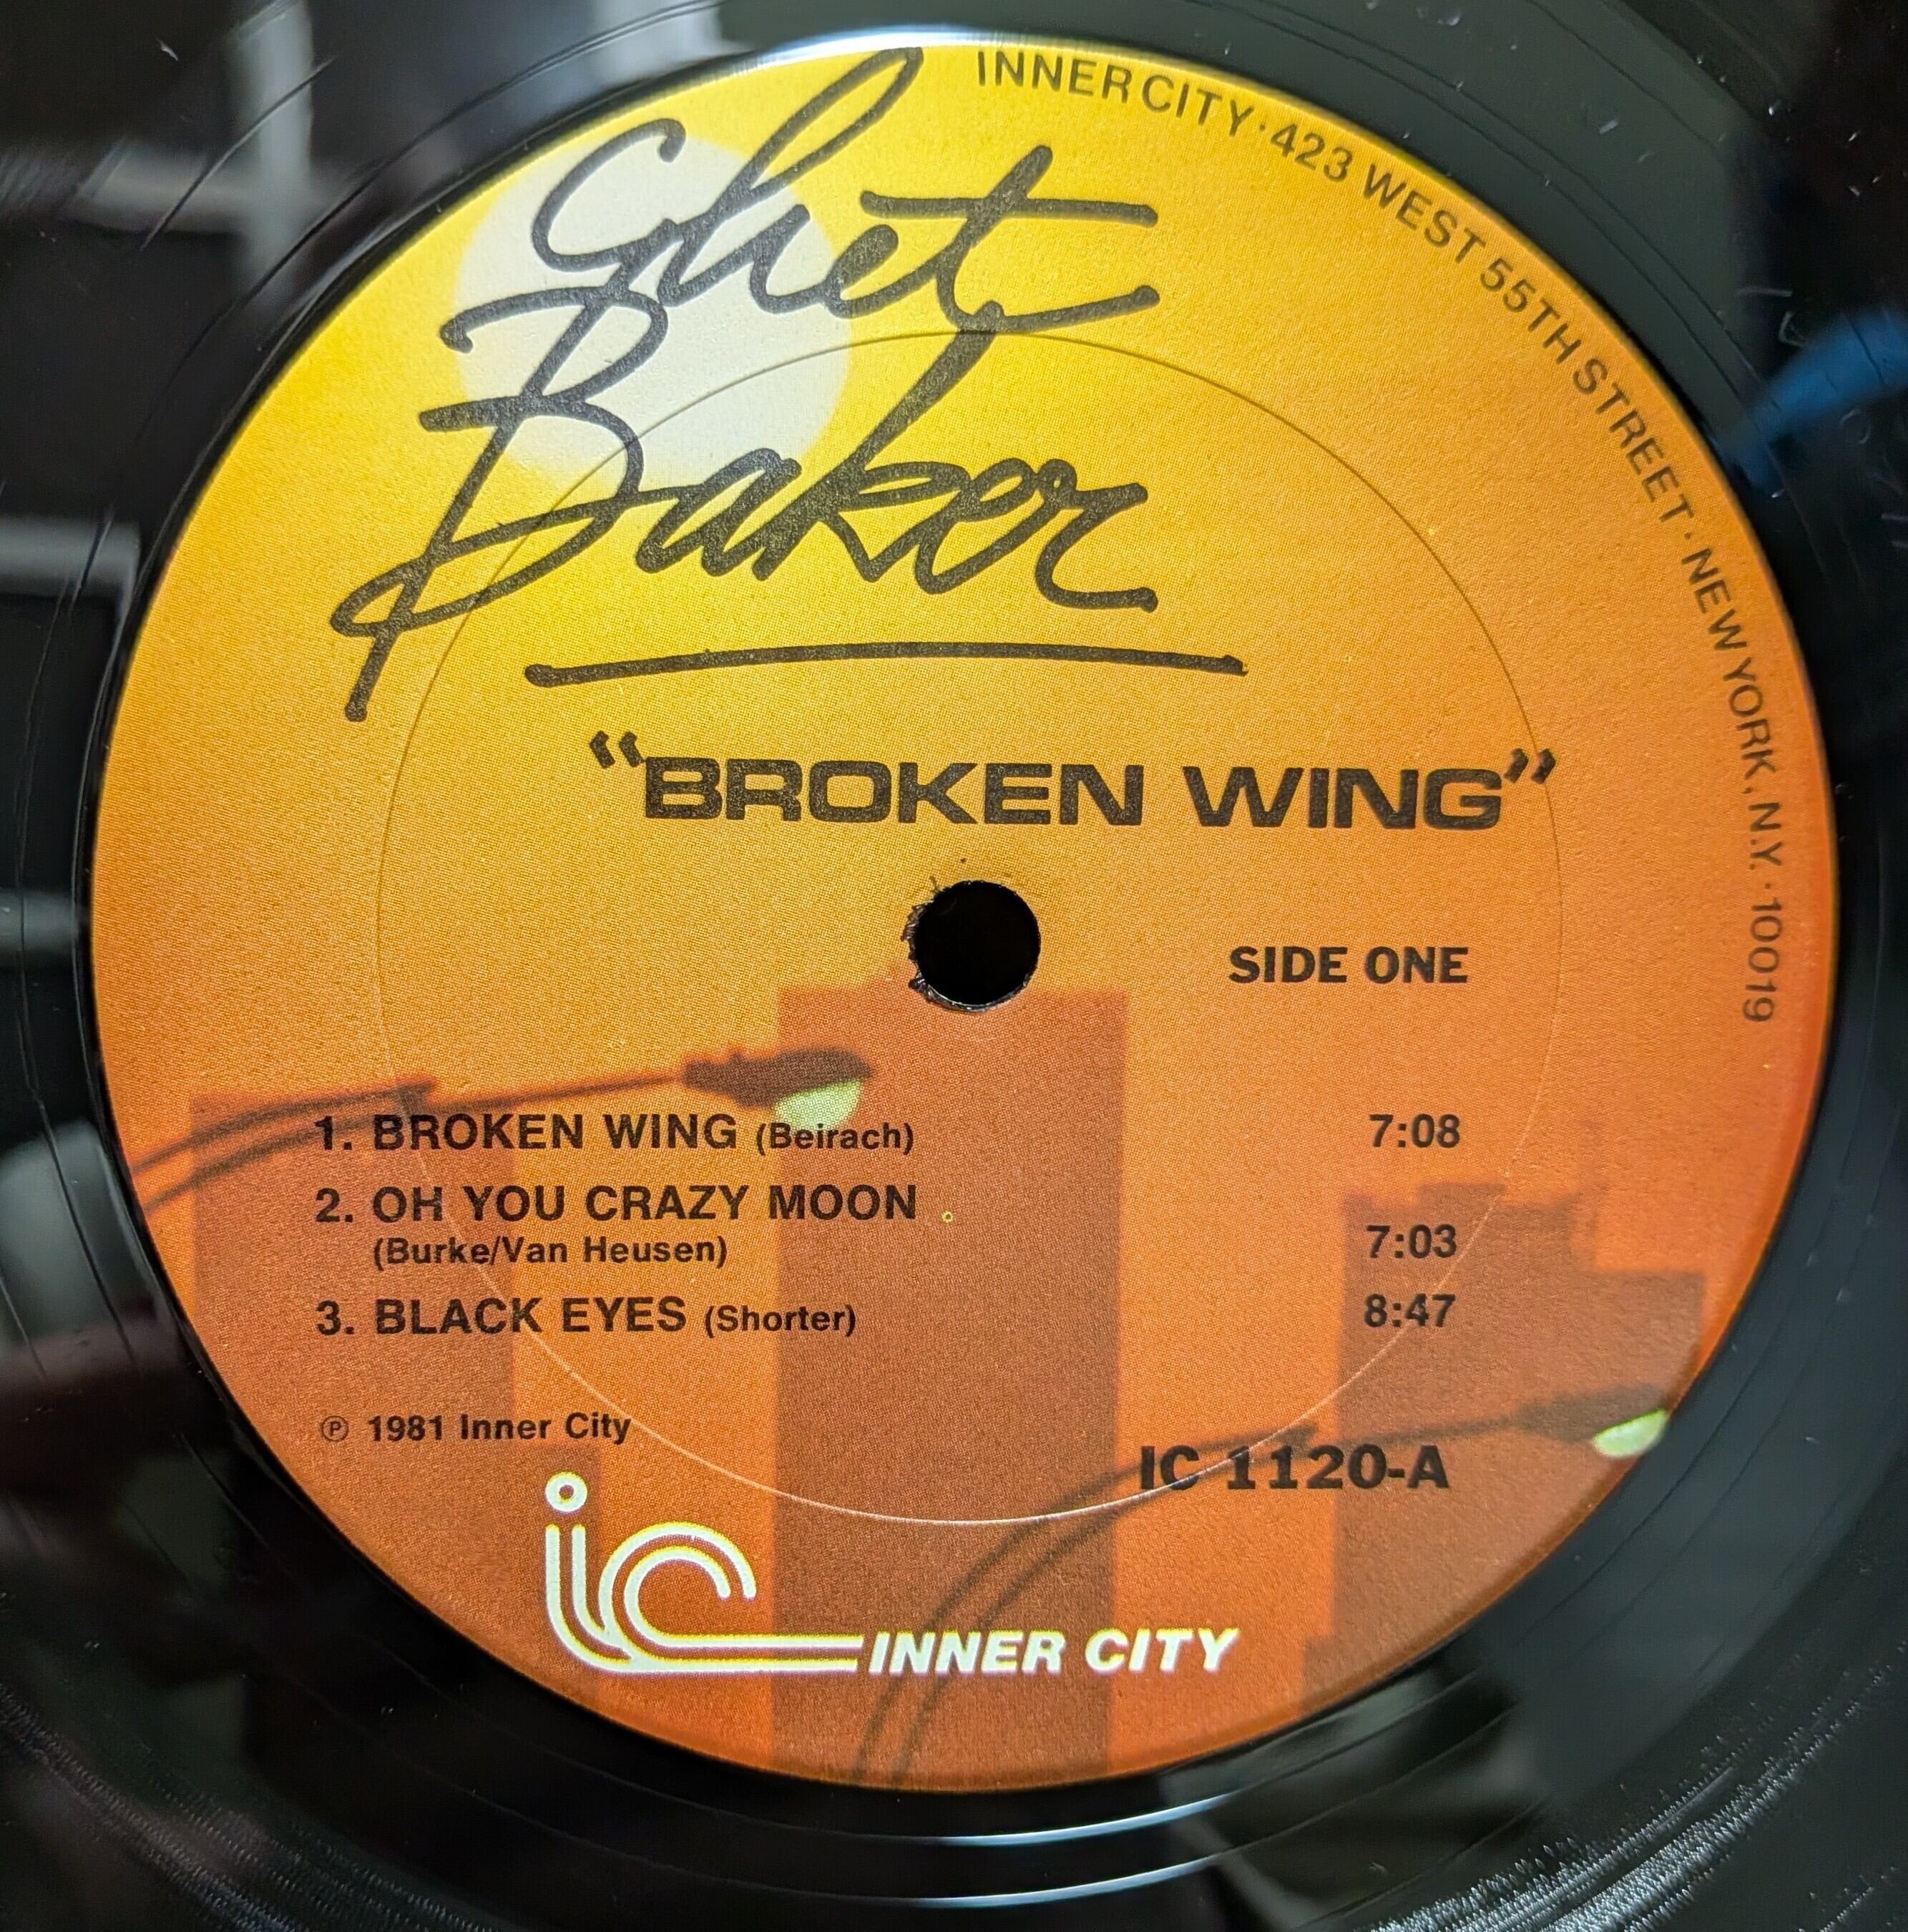 INNER CITY · 423 WEST 55TH STREET · NEW YORK, N.Y. · 10019
Chet
Baker
“BROKEN WING”
SIDE ONE
1. BROKEN WING (Beirach) 7:08
2. OH YOU CRAZY MOON
(Burke/Van Heusen) 7:03
3. BLACK EYES (Shorter) 8:47
℗ 1981 Inner City
IC 1120-A
ic INNER CITY